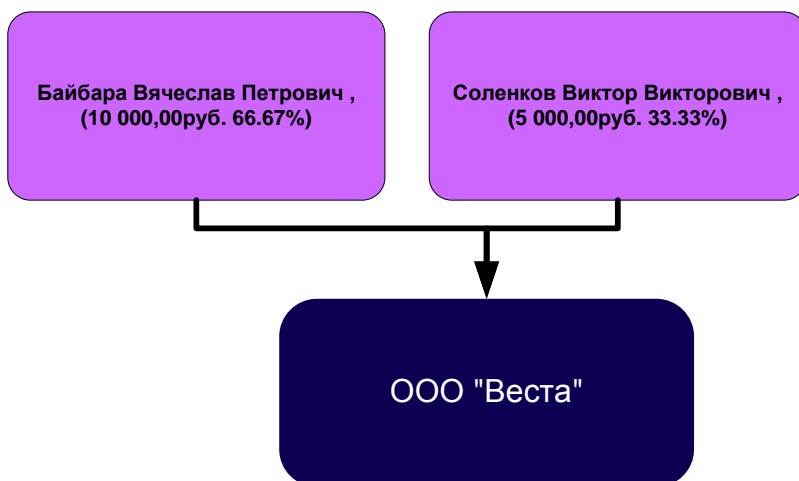 Байбара Вячеслав Петрович ,
(10 000,00руб. 66.67%)
Соленков Виктор Викторович ,
(5 000,00руб. 33.33%)
ООО "Веста"